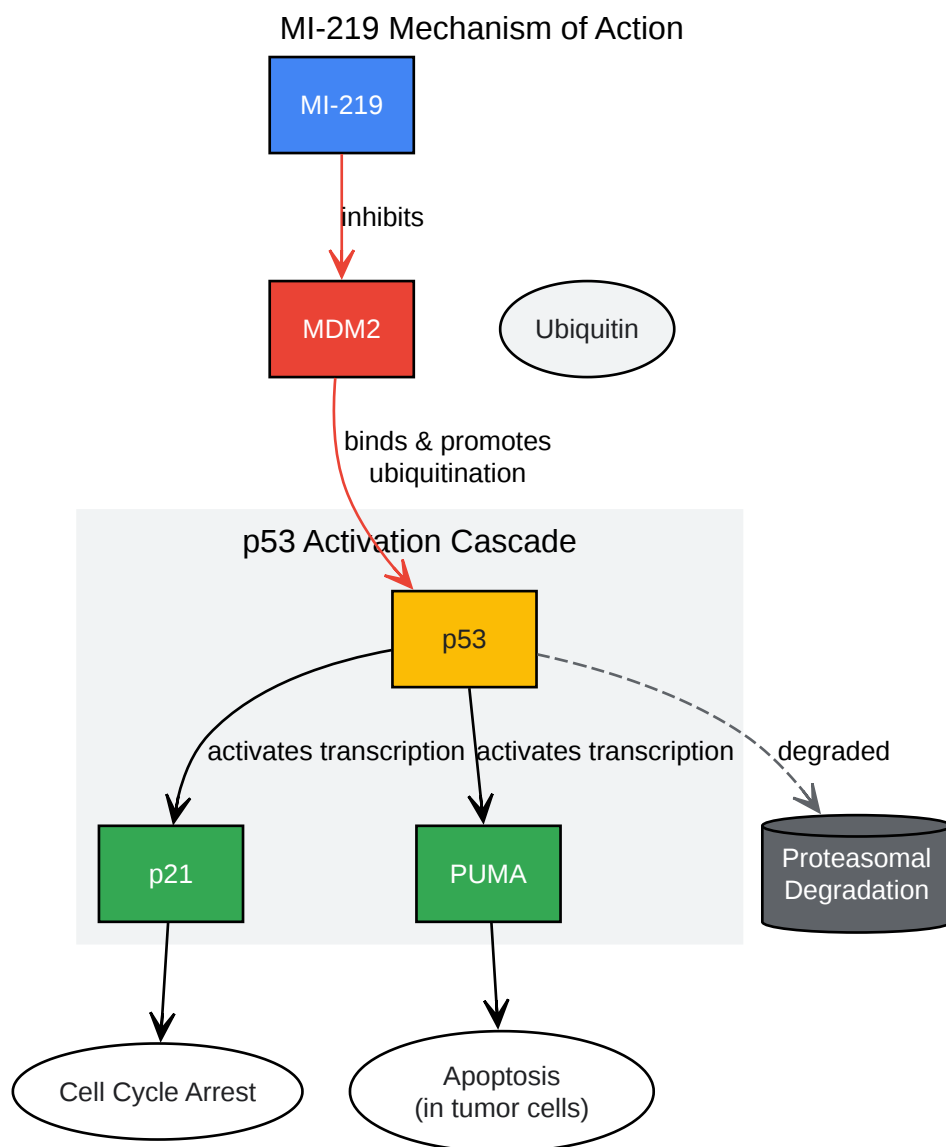 MI-219 Mechanism of Action
MI-219
inhibits
MDM2
Ubiquitin
binds & promotes
ubiquitination
p53 Activation Cascade
p53
activates transcription
activates transcription
degraded
p21
PUMA
Proteasomal
Degradation
Cell Cycle Arrest
Apoptosis
(in tumor cells)